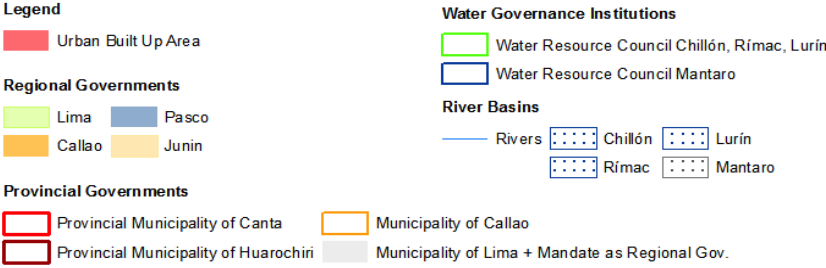 Legend
Urban Built Up Area
Regional Governments
Lima
Pasco
Callao
Junin
Provincial Governments
Provincial Municipality of Canta
Municipality of Callao
Provincial Municipality of Huarochiri
Municipality of Lima + Mandate as Regional Gov.
Water Governance Institutions
Water Resource Council Chillón, Rímac, Lurín
Water Resource Council Mantaro
River Basins
Rivers
Chillón
Lurín
Rímac
Mantaro